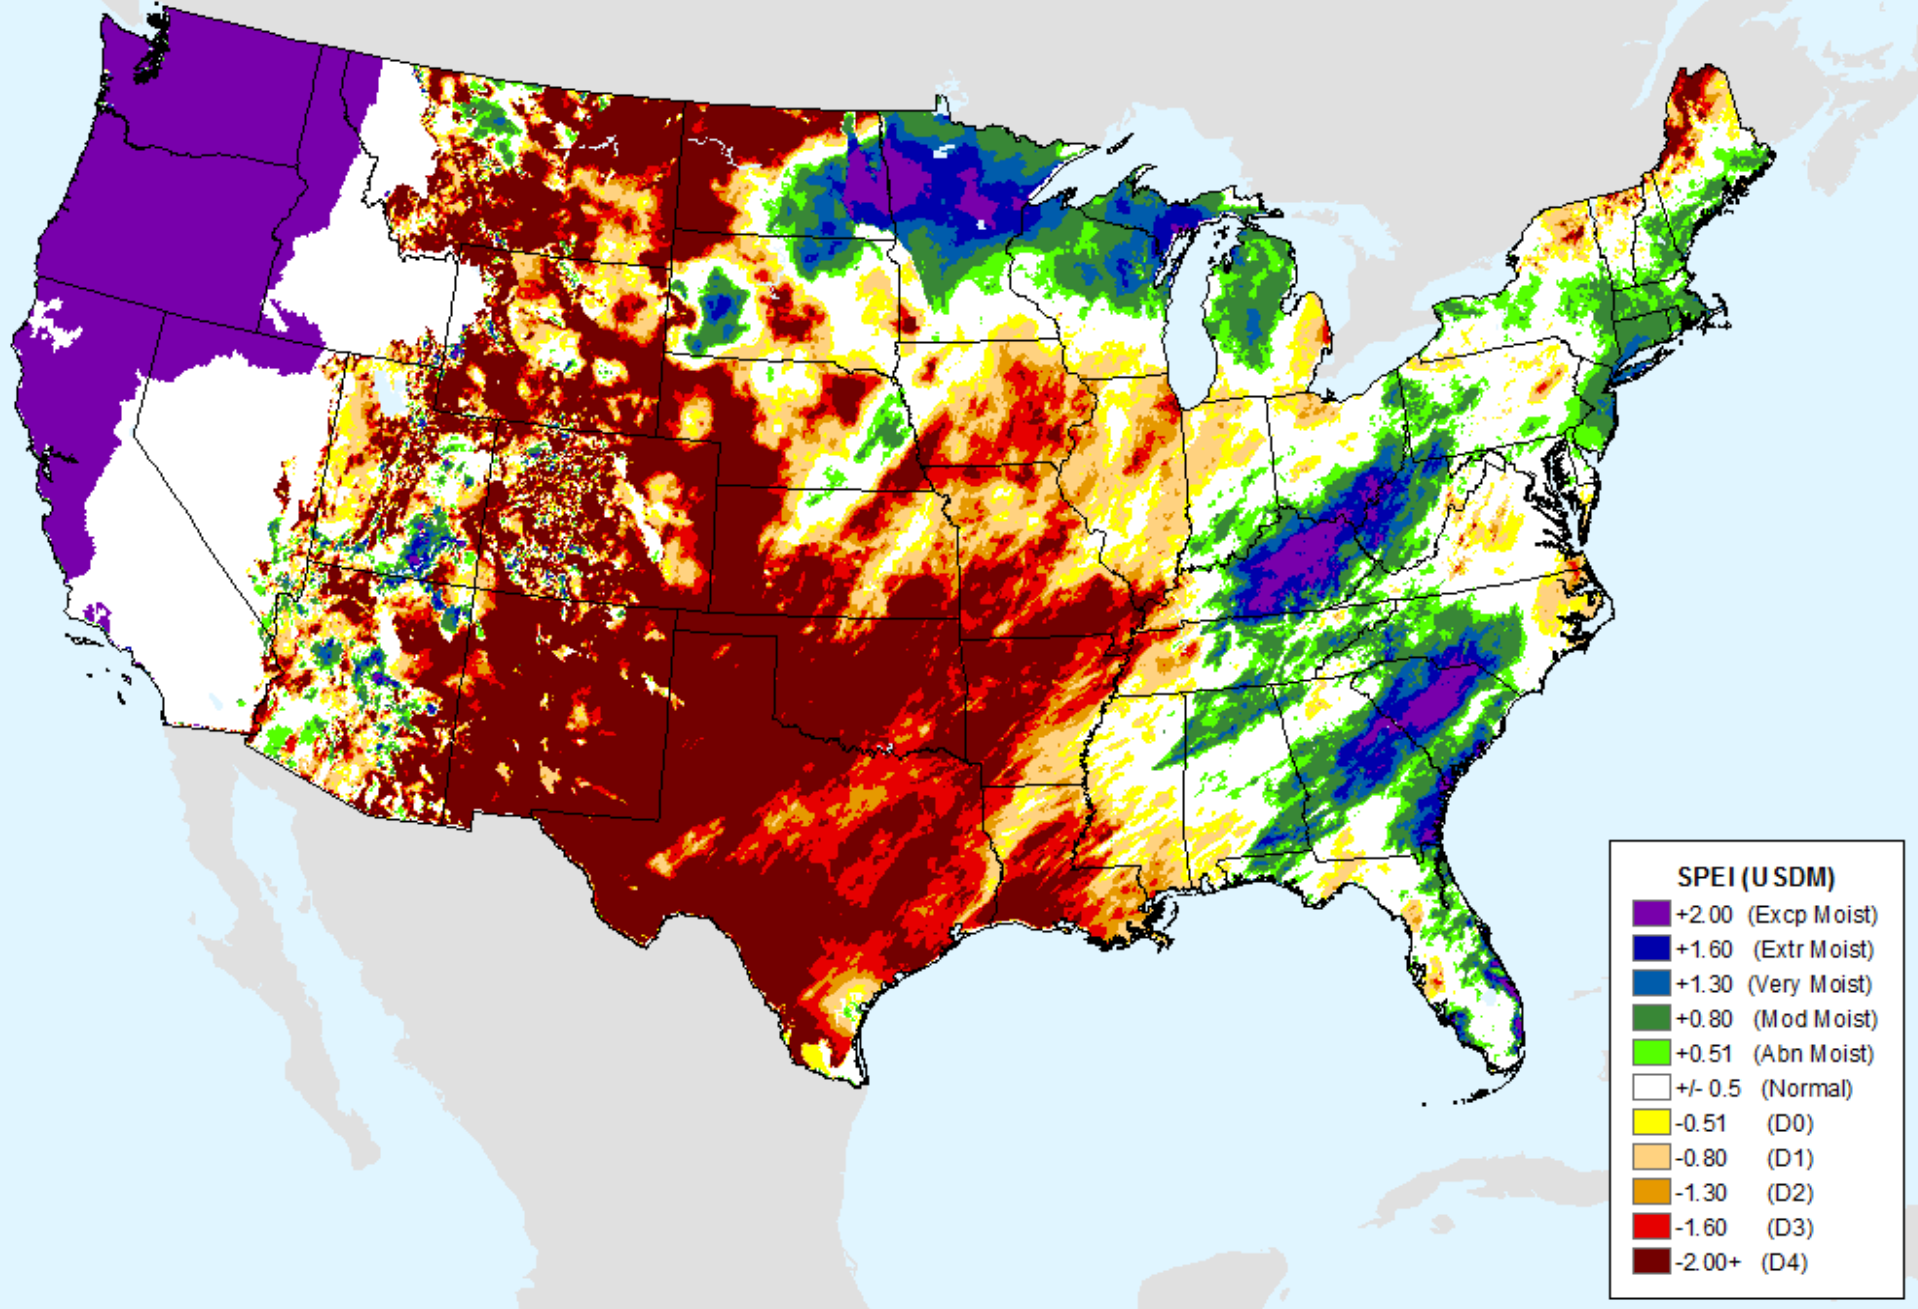 SPEI (USDM)
+2.00 (Excp Moist)
+1.60 (Extr Moist)
+1.30 (Very Moist)
+0.80 (Mod Moist)
+0.51 (Abn Moist)
+/- 0.5 (Normal)
-0.51 (D0)
-0.80 (D1)
-1.30 (D2)
-1.60 (D3)
-2.00+ (D4)